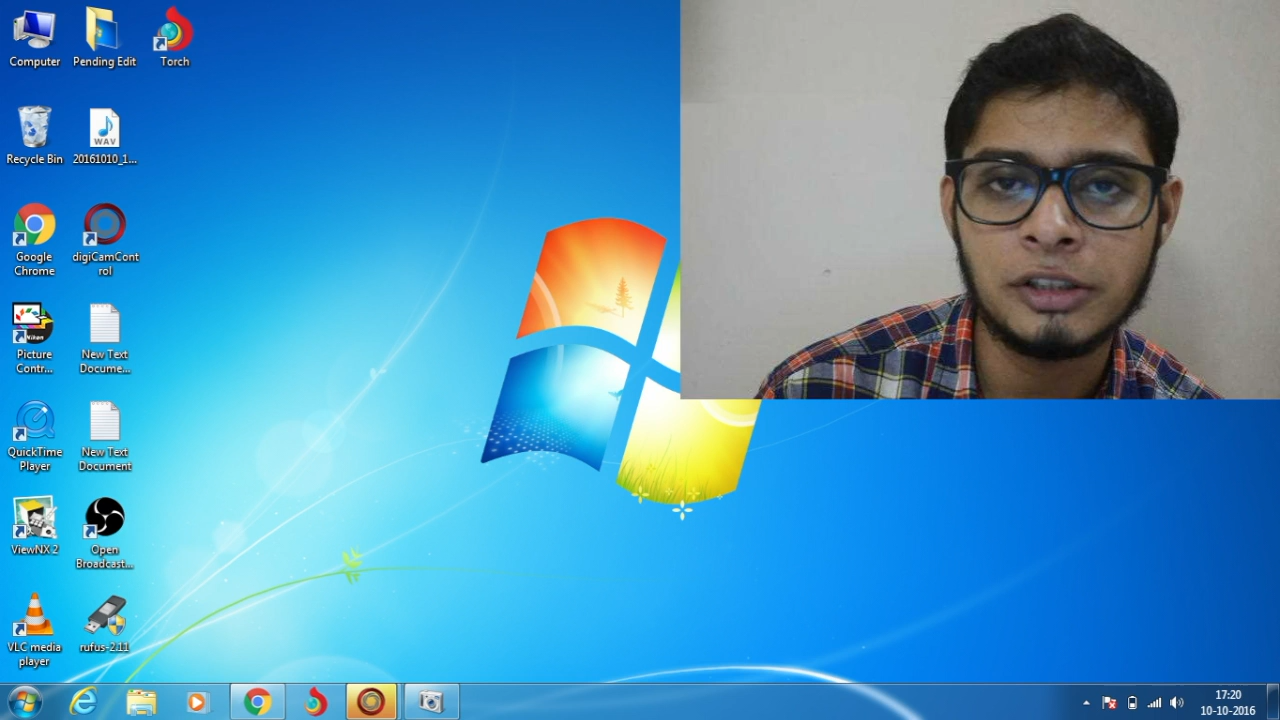 Computer
Pending Edit
Torch
Recycle Bin
WAV
20161010_1...
Google
Chrome
digiCamCont
rol
Picture
Contr...
New Text
Docume...
QuickTime
Player
New Text
Document
ViewNX 2
Open
Broadcast...
VLC media
player
rufus-2.11
17:20
10-10-2016